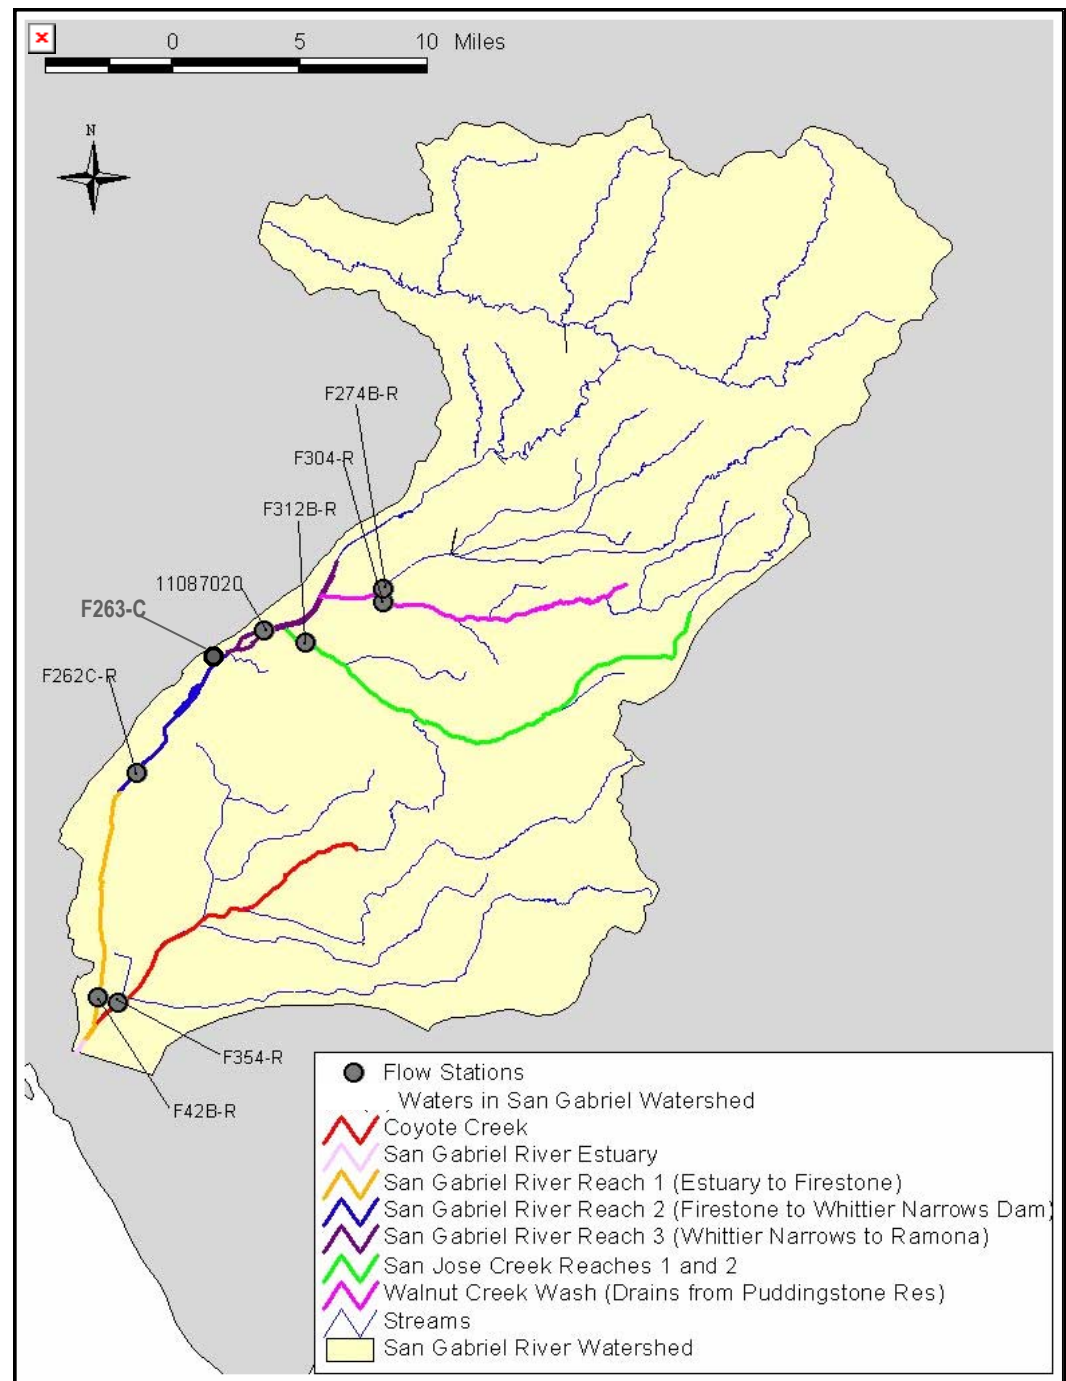 0 5 10 Miles
N
F274B-R
F304-R
F312B-R
11087020
F263-C
F262C-R
F354-R
F42B-R
Flow Stations
Waters in San Gabriel Watershed
Coyote Creek
San Gabriel River Estuary
San Gabriel River Reach 1 (Estuary to Firestone)
San Gabriel River Reach 2 (Firestone to Whittier Narrows Dam)
San Gabriel River Reach 3 (Whittier Narrows to Ramona)
San Jose Creek Reaches 1 and 2
Walnut Creek Wash (Drains from Puddingstone Res)
Streams
San Gabriel River Watershed